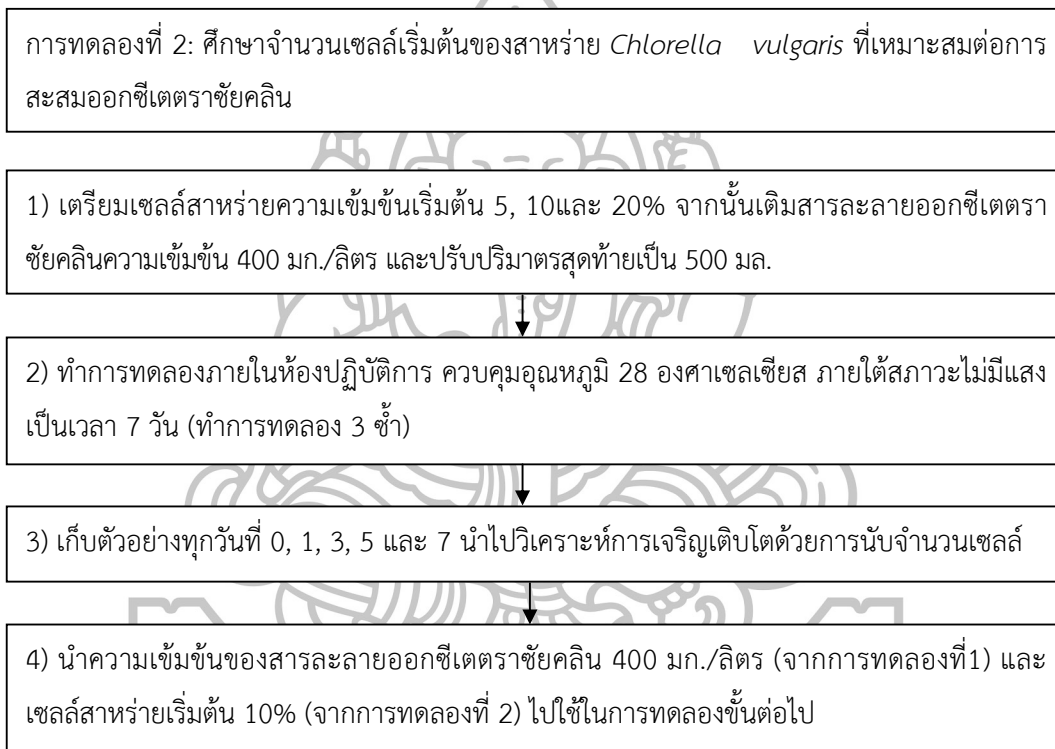 การทดลองที่ 2: ศึกษาจำนวนเซลล์เริ่มต้นของสาหร่าย Chlorella vulgaris ที่เหมาะสมต่อการ
สะสมออกซีเตตราซัยคลิน
1) เตรียมเซลล์สาหร่ายความเข้มข้นเริ่มต้น 5, 10และ 20% จากนั้นเติมสารละลายออกซีเตตรา
ซัยคลินความเข้มข้น 400 มก./ลิตร และปรับปริมาตรสุดท้ายเป็น 500 มล.
2) ทำการทดลองภายในห้องปฏิบัติการ ควบคุมอุณหภูมิ 28 องศาเซลเซียส ภายใต้สภาวะไม่มีแสง
เป็นเวลา 7 วัน (ทำการทดลอง 3 ซ้ำ)
3) เก็บตัวอย่างทุกวันที่ 0, 1, 3, 5 และ 7 นำไปวิเคราะห์การเจริญเติบโตด้วยการนับจำนวนเซลล์
4) นำความเข้มข้นของสารละลายออกซีเตตราซัยคลิน 400 มก./ลิตร (จากการทดลองที่1) และ
เซลล์สาหร่ายเริ่มต้น 10% (จากการทดลองที่ 2) ไปใช้ในการทดลองขั้นต่อไป